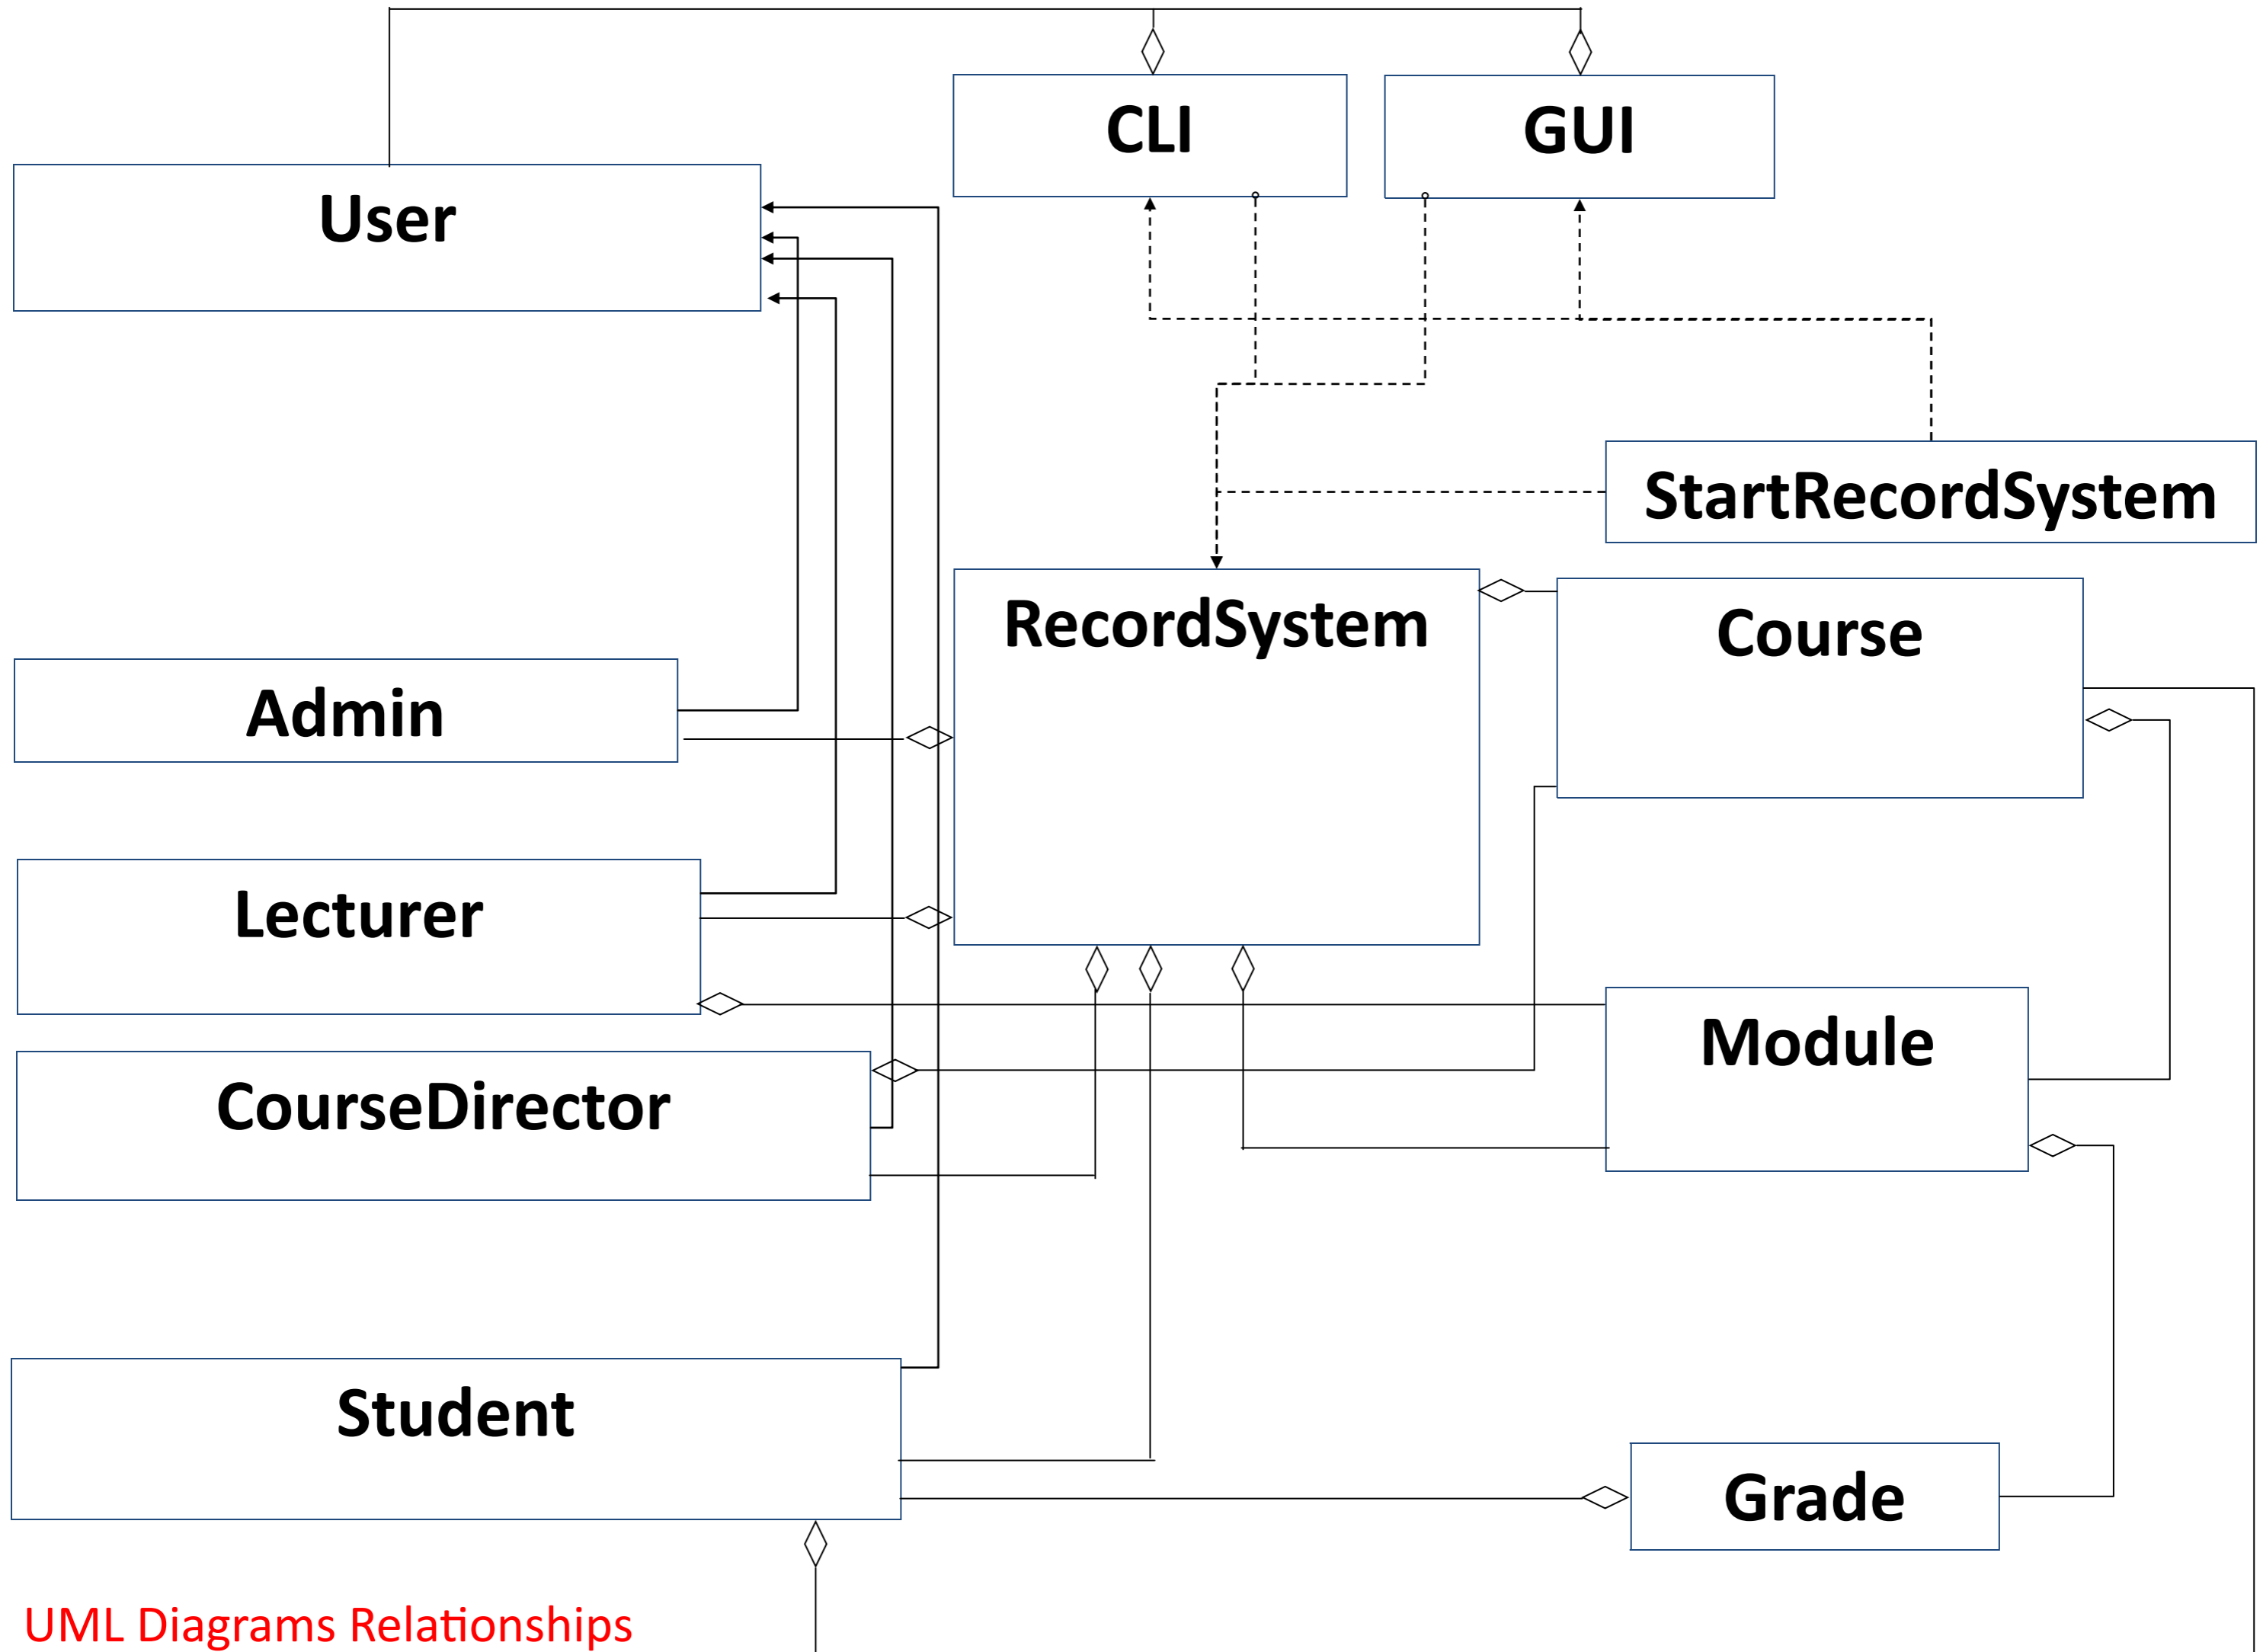 CLI
GUI
User
StartRecordSystem
RecordSystem
Course
Admin
Lecturer
Module
CourseDirector
Student
Grade
UML Diagrams Relationships